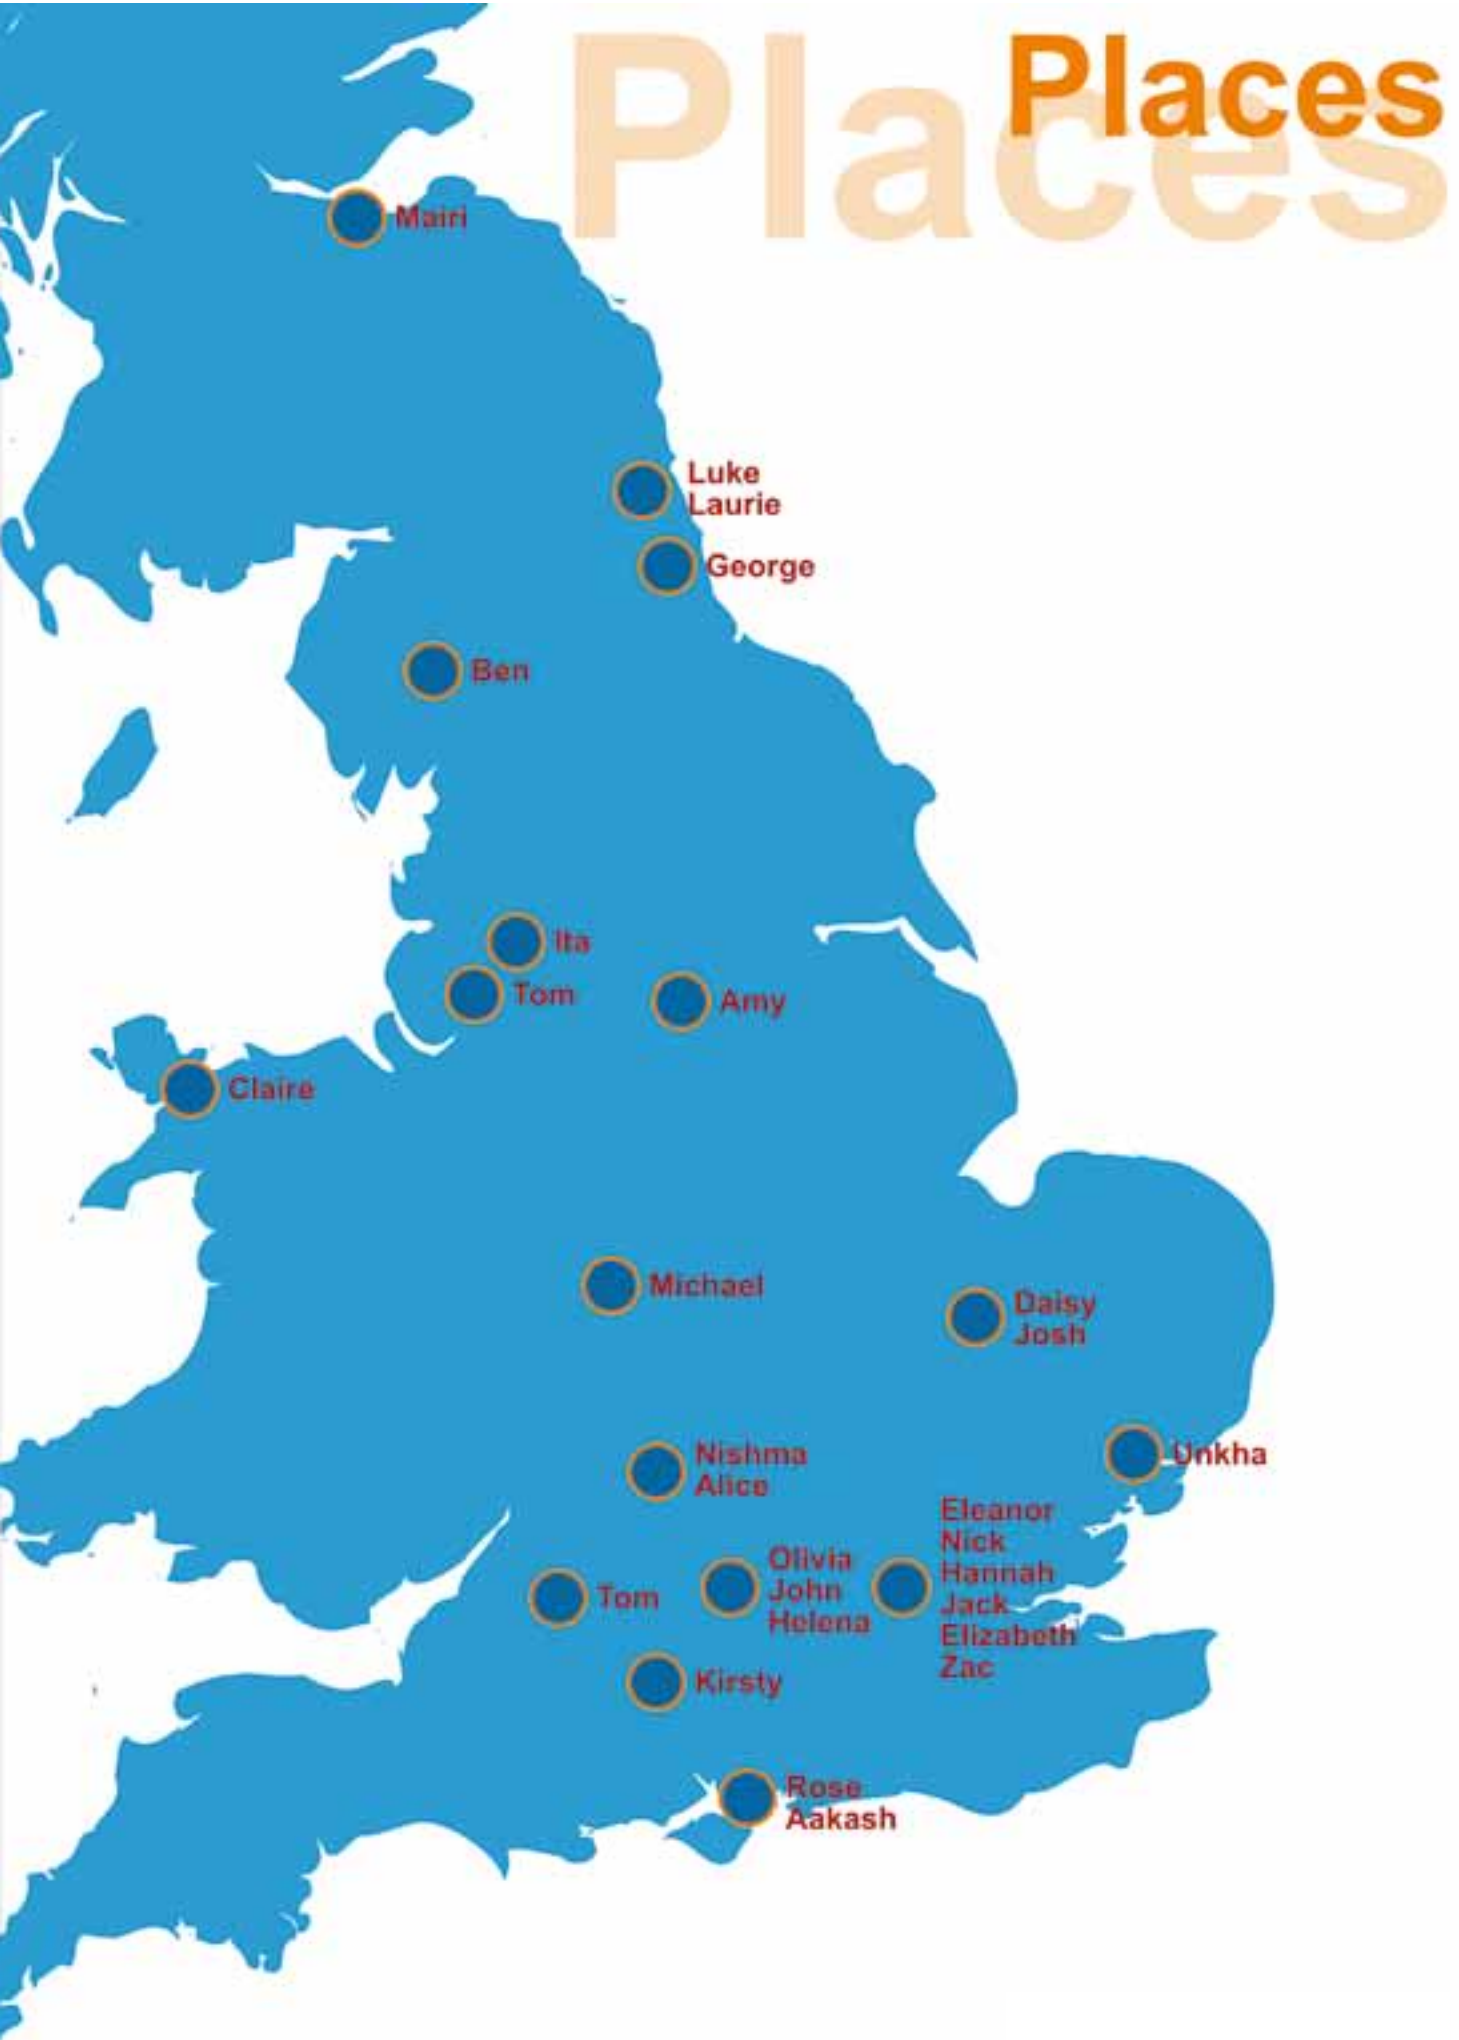 Places
Places
Mairi
Luke
Laurie
George
Ben
Ita
Tom
Amy
Claire
Michael
Daisy
Josh
Nishma
Alice
Unkha
Eleanor
Nick
Hannah
Jack
Elizabeth
Zac
Olivia
John
Helena
Tom
Kirsty
Rose
Aakash